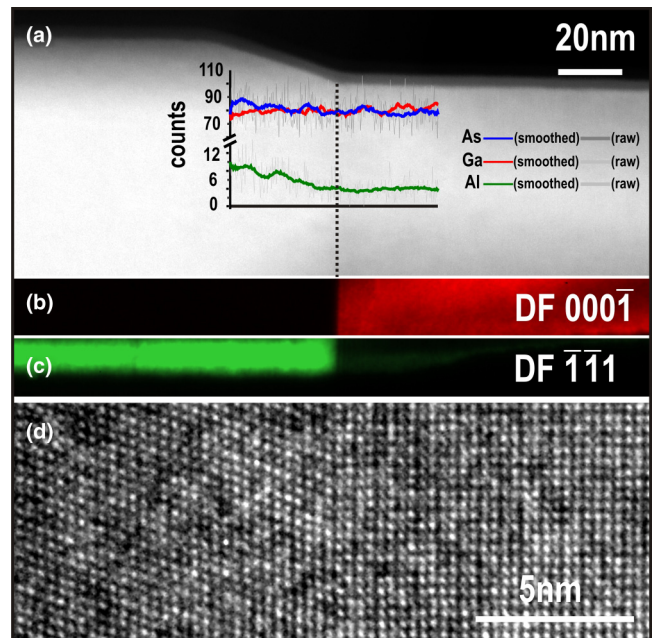 (a)
20nm
110
90
70
12
6
0
counts
As (smoothed) (raw)
Ga (smoothed) (raw)
Al (smoothed) (raw)
(b)
DF 0001̅
(c)
DF 1̅1̅1
(d)
5nm